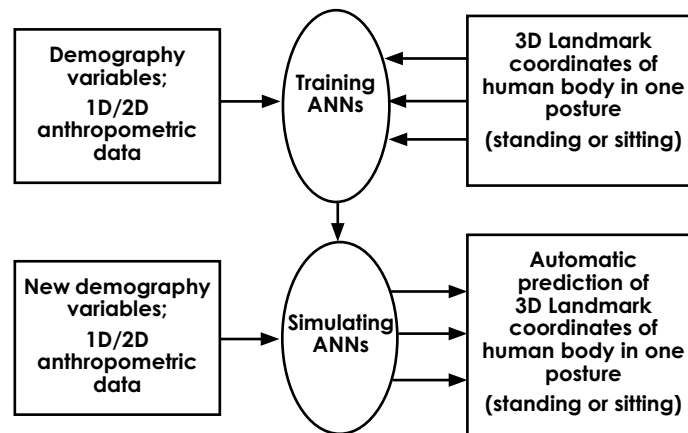 Demography
variables;
1D/2D
anthropometric
data
Training
ANNs
3D Landmark
coordinates of
human body in one
posture
(standing or sitting)
New demography
variables;
1D/2D
anthropometric
data
Simulating
ANNs
Automatic
prediction of
3D Landmark
coordinates of
human body in one
posture
(standing or sitting)